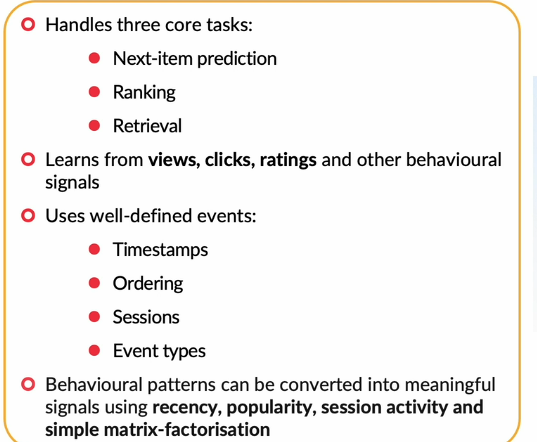 Handles three core tasks:
Next-item prediction
Ranking
Retrieval
Learns from views, clicks, ratings and other behavioural
signals
Uses well-defined events:
Timestamps
Ordering
Sessions
Event types
Behavioural patterns can be converted into meaningful
signals using recency, popularity, session activity and
simple matrix-factorisation